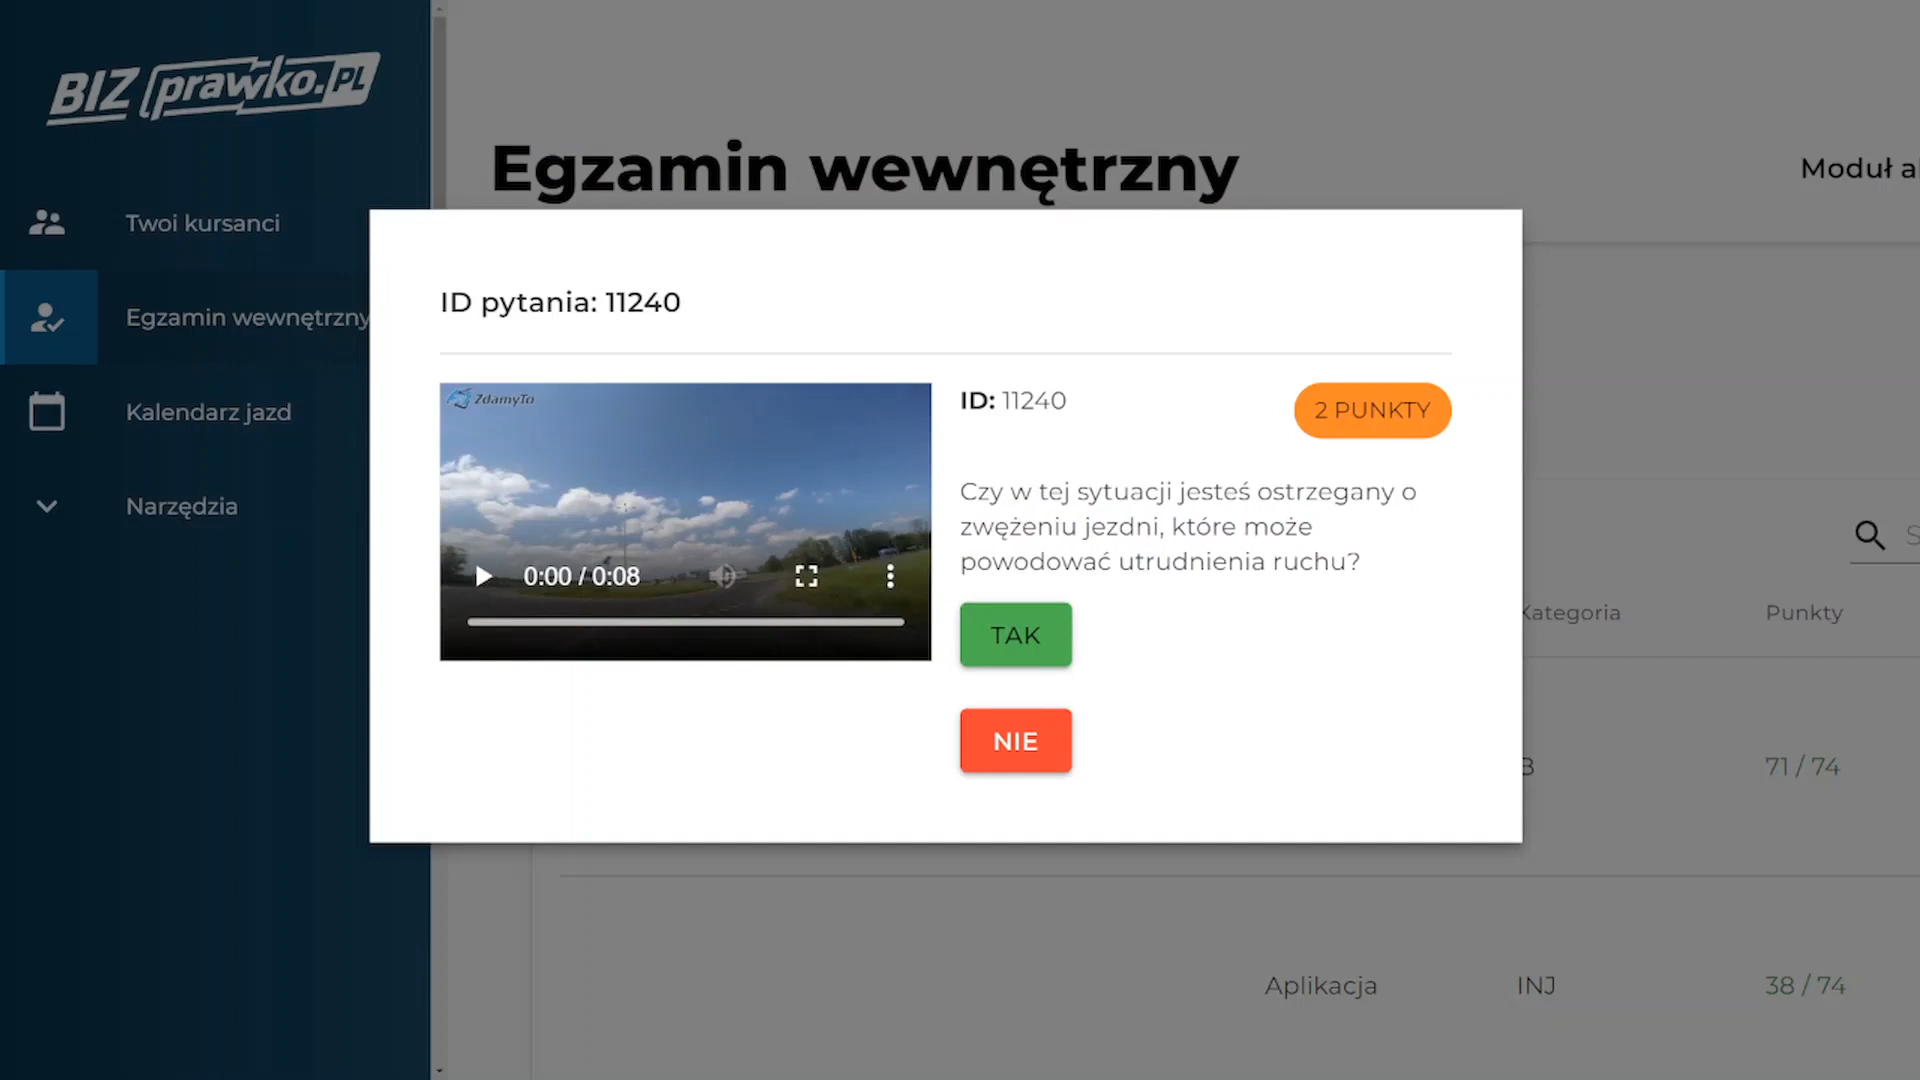 BIZ prawko.PL
Twoi kursanci
Egzamin wewnętrzny
Kalendarz jazd
Narzędzia
Egzamin wewnętrzny
Moduł
ID pytania: 11240
ZdamyTo
0:00 / 0:08
ID: 11240
2 PUNKTY
Czy w tej sytuacji jesteś ostrzegany o
zwężeniu jezdni, które może
powodować utrudnienia ruchu?
TAK
NIE
Kategoria
Punkty
B
71 / 74
Aplikacja
INJ
38 / 74